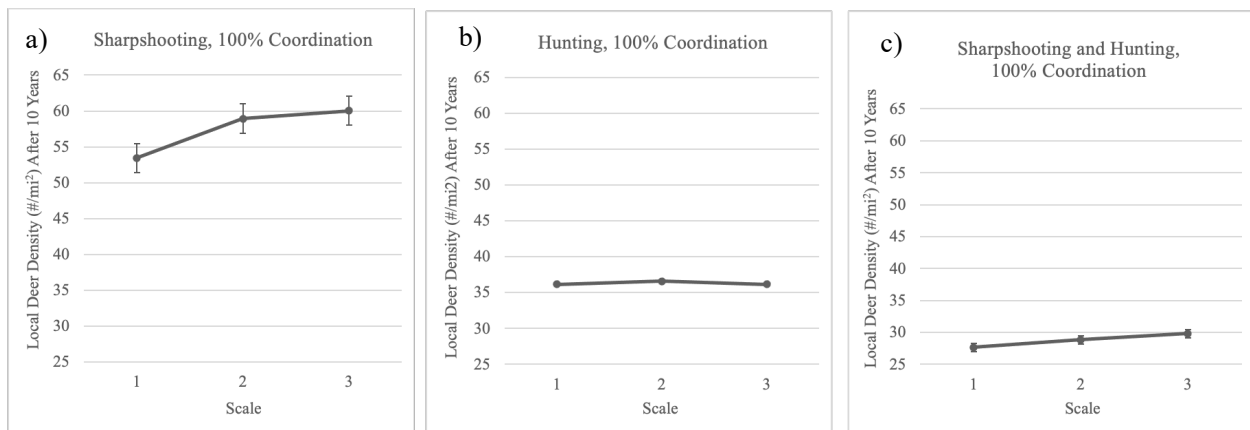 a)
Sharpshooting, 100% Coordination
Local Deer Density (#/mi²) After 10 Years
65
60
55
50
45
40
35
30
25
1 2 3
Scale
b)
Hunting, 100% Coordination
Local Deer Density (#/mi2) After 10 Years
65
60
55
50
45
40
35
30
25
1 2 3
Scale
c)
Sharpshooting and Hunting,
100% Coordination
Local Deer Density (#/mi²) After 10 Years
65
60
55
50
45
40
35
30
25
1 2 3
Scale